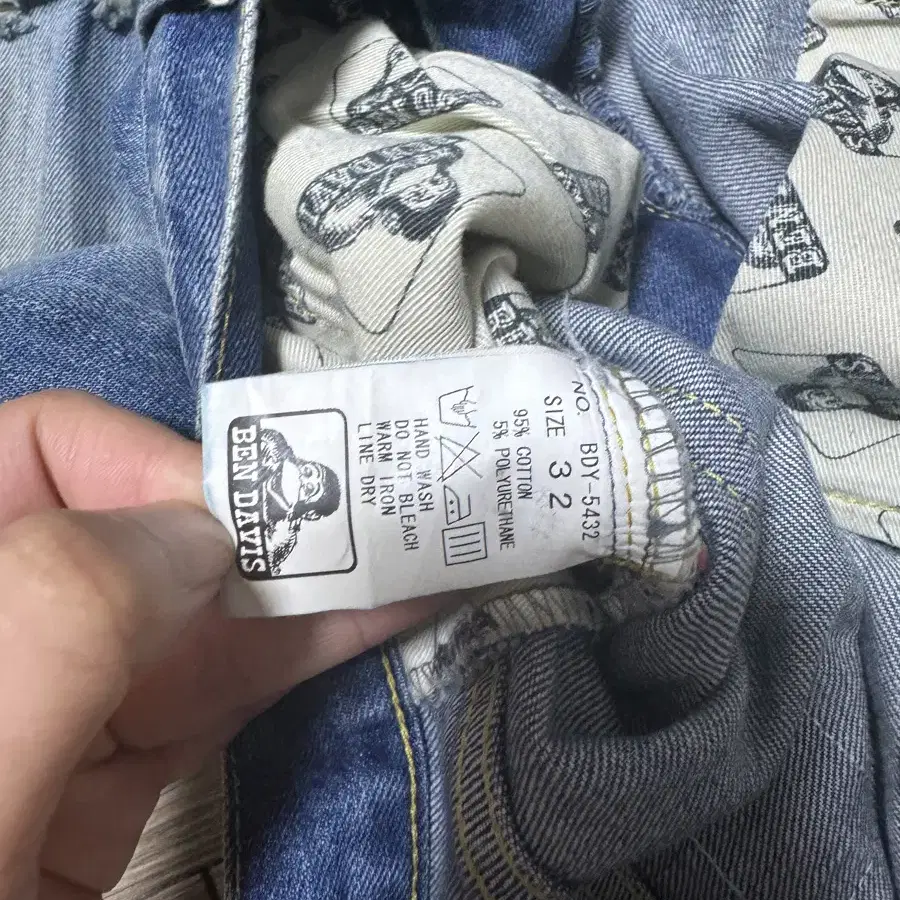 NO. BDY-5432
SIZE 32
95% COTTON
5% POLYURETHANE
HAND WASH
DO NOT BLEACH
WARM IRON
LINE DRY
BEN DAVIS